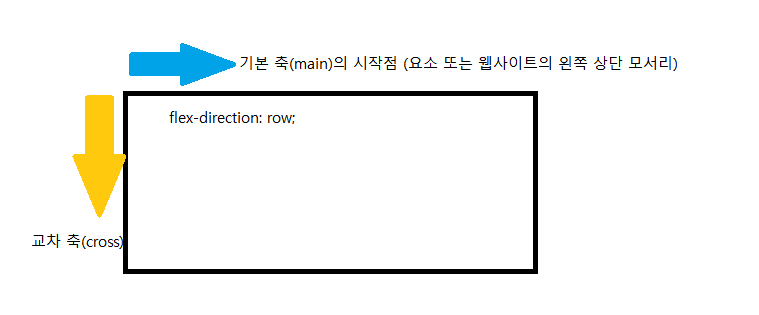 기본 축(main)의 시작점 (요소 또는 웹사이트의 왼쪽 상단 모서리)
flex-direction: row;
교차 축(cross)